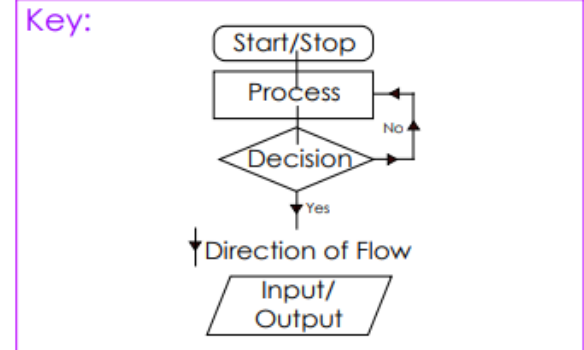 Key:
Start/Stop
Process
No
Decision
Yes
Direction of Flow
Input/
Output